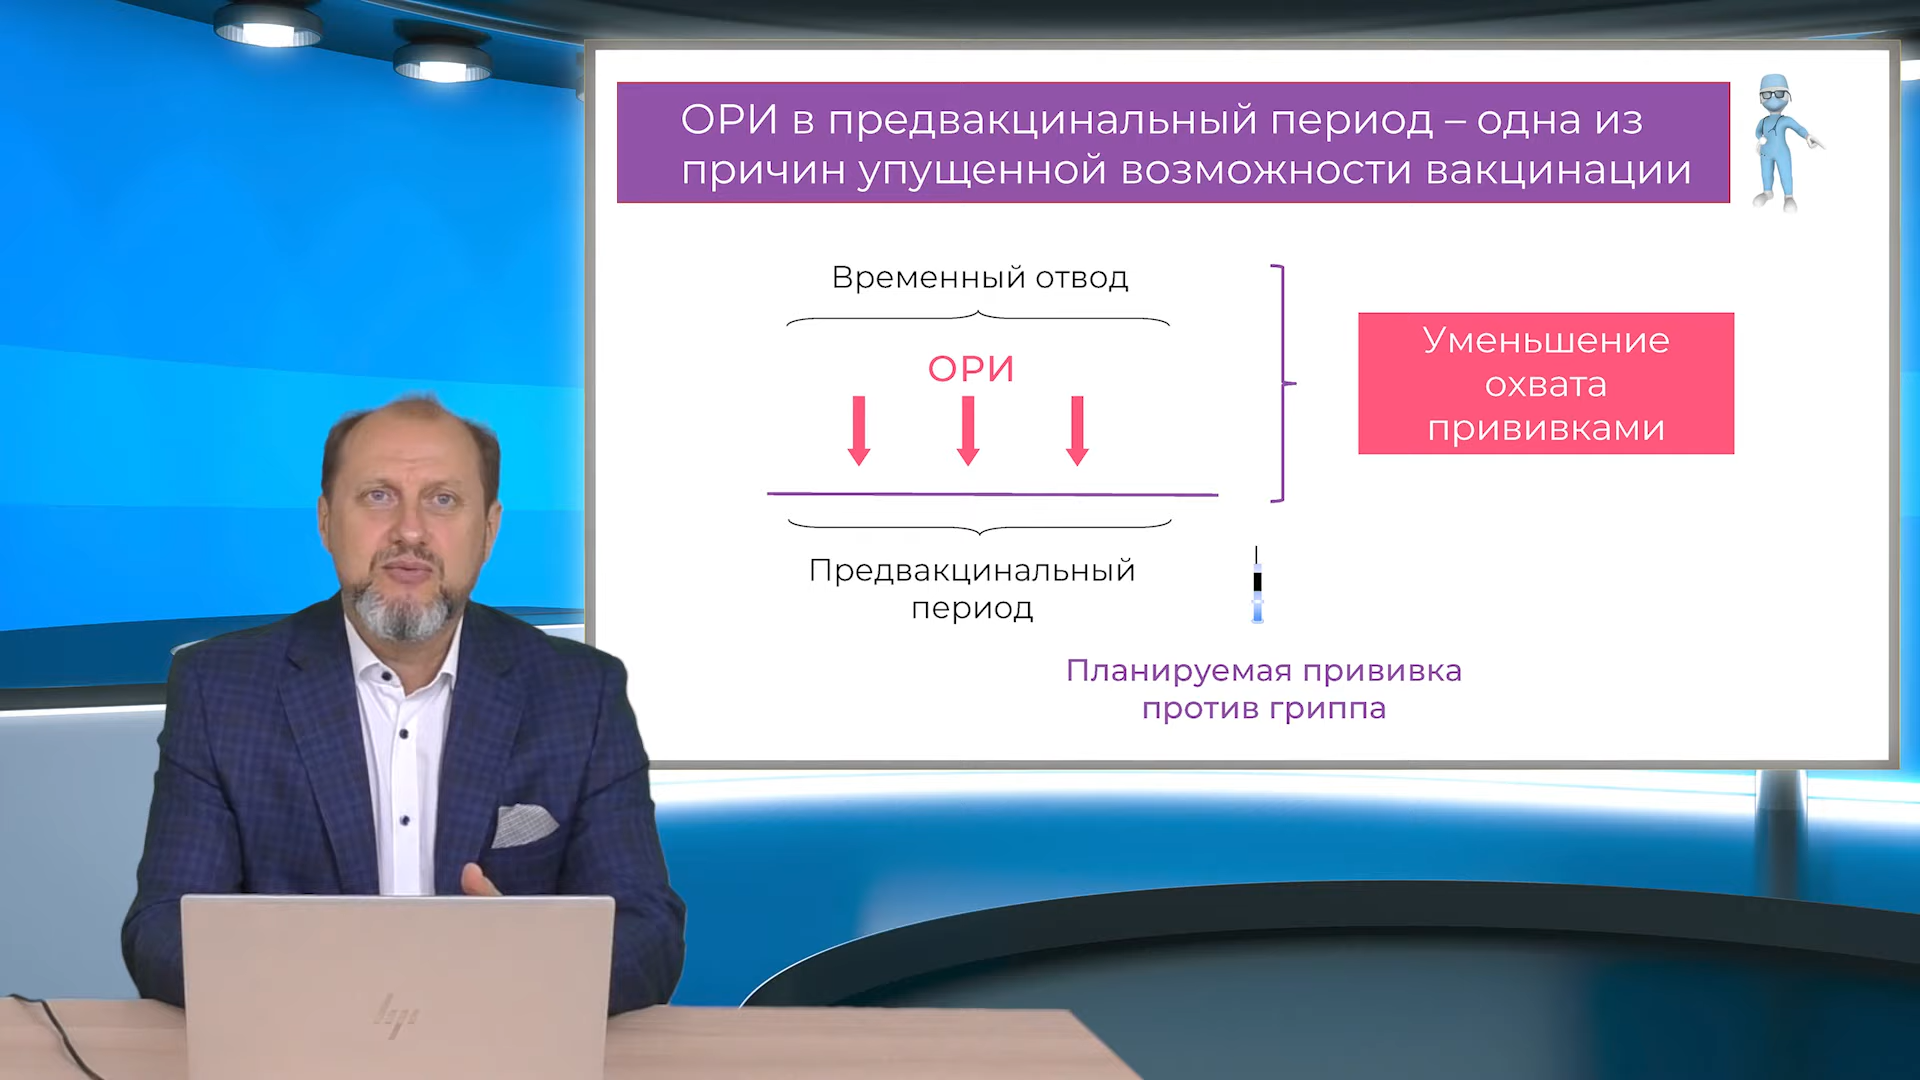 ОРИ в предвакцинальный период – одна из
причин упущенной возможности вакцинации
Временный отвод
ОРИ
Уменьшение
охвата
прививками
Предвакцинальный
период
Планируемая прививка
против гриппа
hp